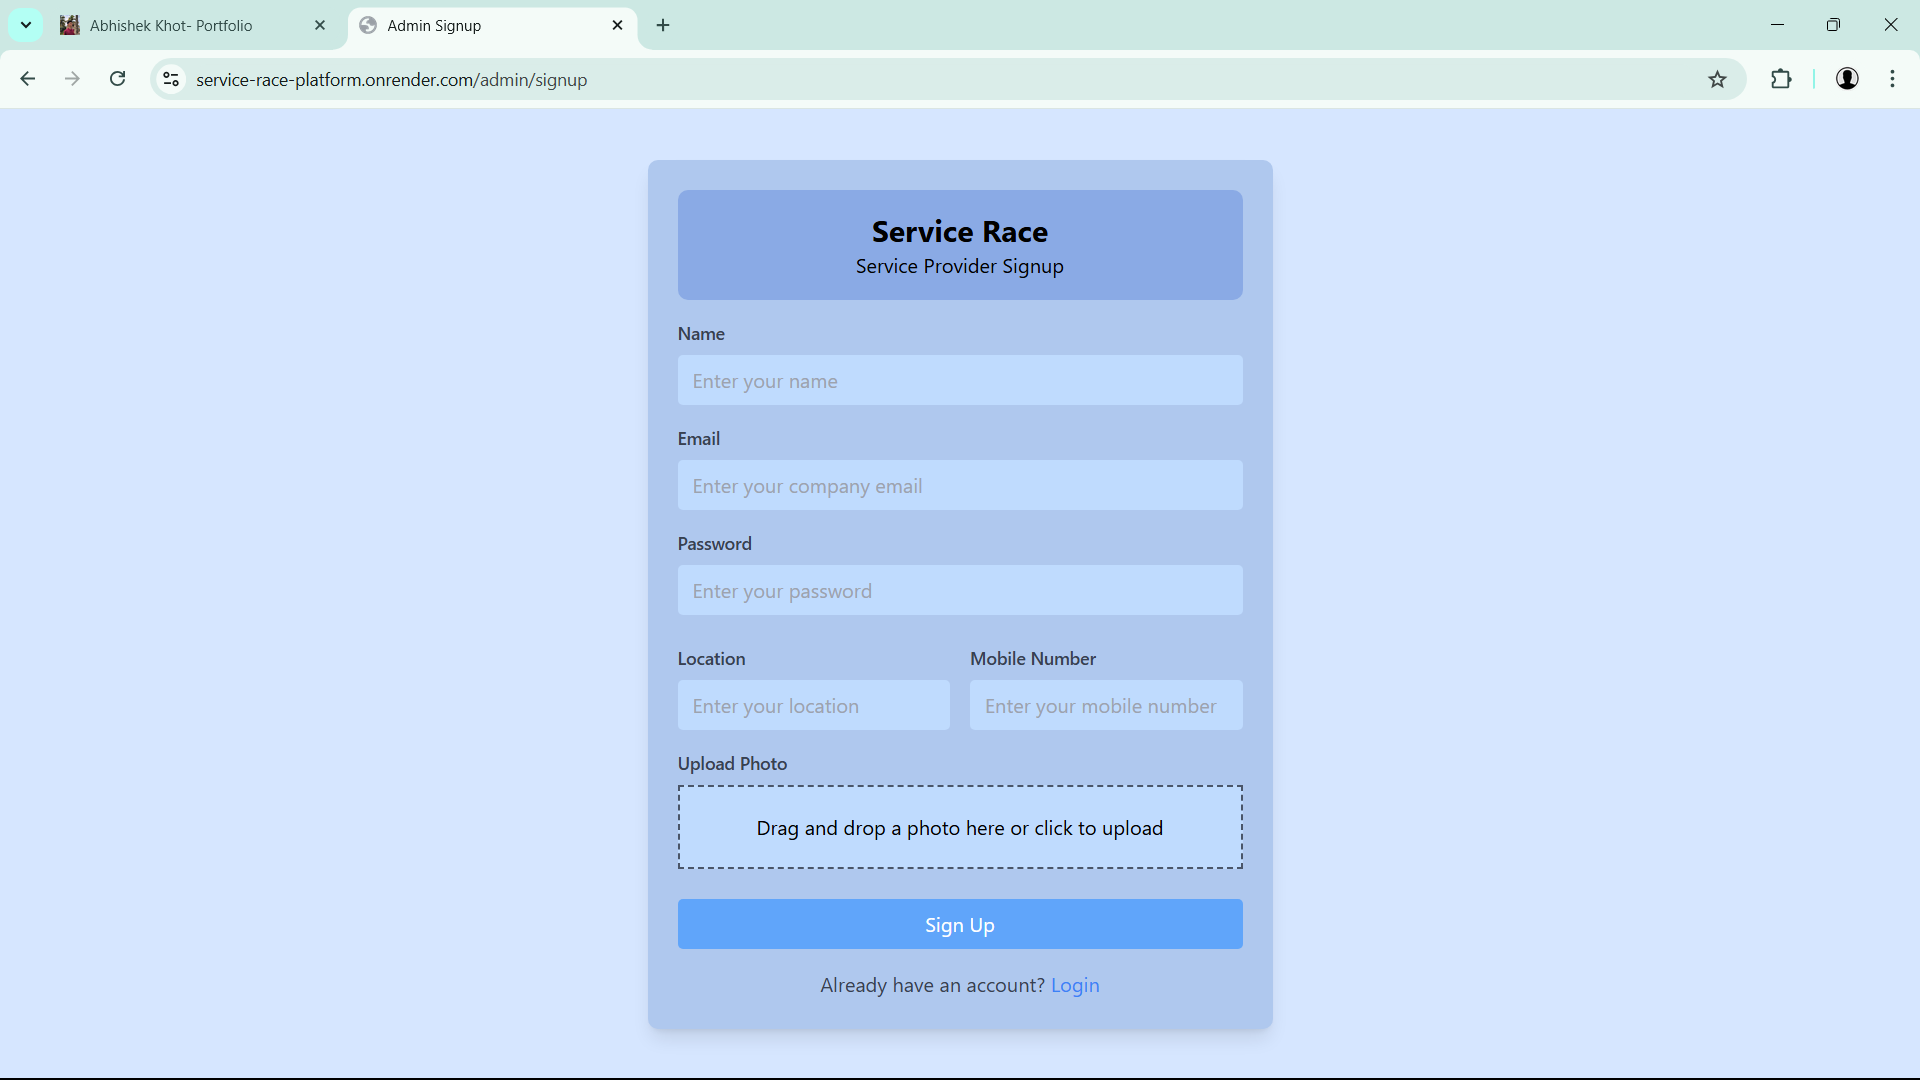 Abhishek Khot- Portfolio
Admin Signup
service-race-platform.onrender.com/admin/signup
Service Race
Service Provider Signup
Name
Enter your name
Email
Enter your company email
Password
Enter your password
Location
Mobile Number
Enter your location
Enter your mobile number
Upload Photo
Drag and drop a photo here or click to upload
Sign Up
Already have an account? Login